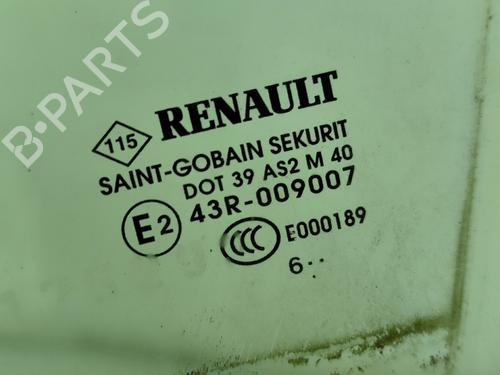 115
RENAULT
SAINT-GOBAIN SEKURIT
DOT 39 AS2 M 40
E2
43R-009007
CCC
E000189
6··
B-PARTS